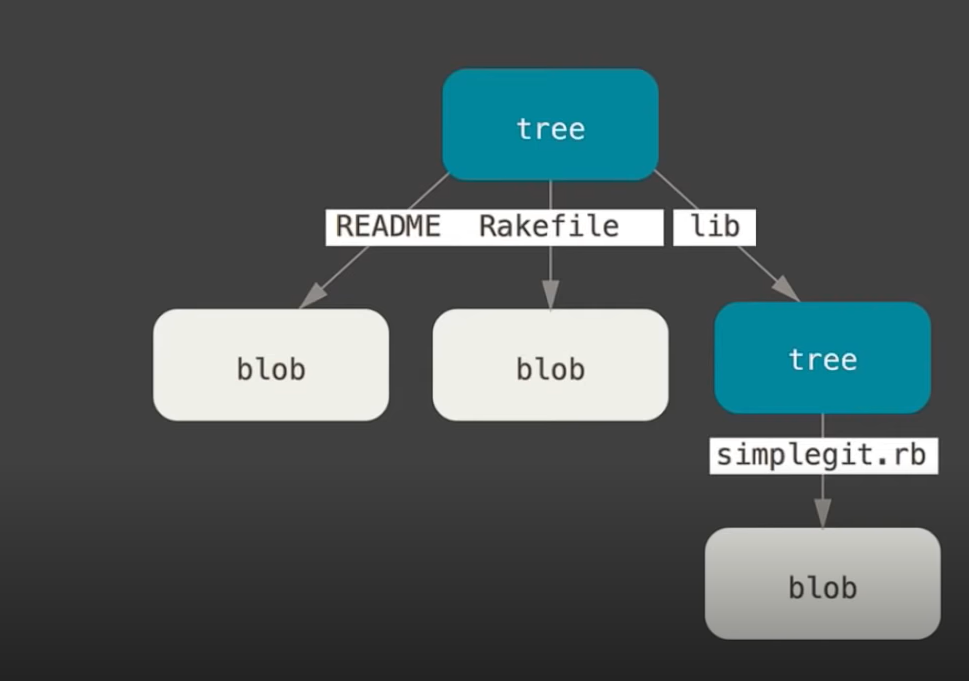 tree
README Rakefile lib
blob blob tree
simplegit.rb
blob